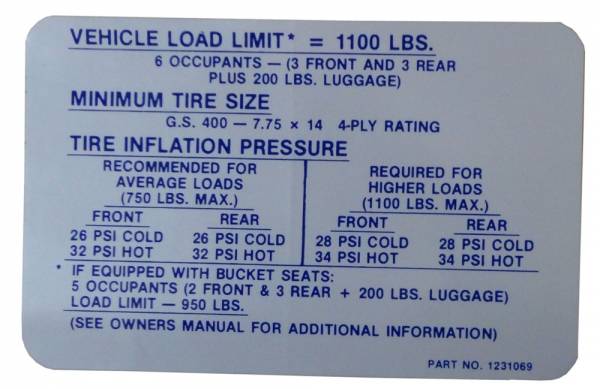 VEHICLE LOAD LIMIT* = 1100 LBS.
6 OCCUPANTS — (3 FRONT AND 3 REAR
PLUS 200 LBS. LUGGAGE)
MINIMUM TIRE SIZE
G.S. 400 — 7.75 × 14 4-PLY RATING
TIRE INFLATION PRESSURE
RECOMMENDED FOR
AVERAGE LOADS
(750 LBS. MAX.)
FRONT REAR
26 PSI COLD 26 PSI COLD
32 PSI HOT 32 PSI HOT
REQUIRED FOR
HIGHER LOADS
(1100 LBS. MAX.)
FRONT REAR
28 PSI COLD 28 PSI COLD
34 PSI HOT 34 PSI HOT
* IF EQUIPPED WITH BUCKET SEATS:
5 OCCUPANTS (2 FRONT & 3 REAR + 200 LBS. LUGGAGE)
LOAD LIMIT — 950 LBS.
(SEE OWNERS MANUAL FOR ADDITIONAL INFORMATION)
PART NO. 1231069